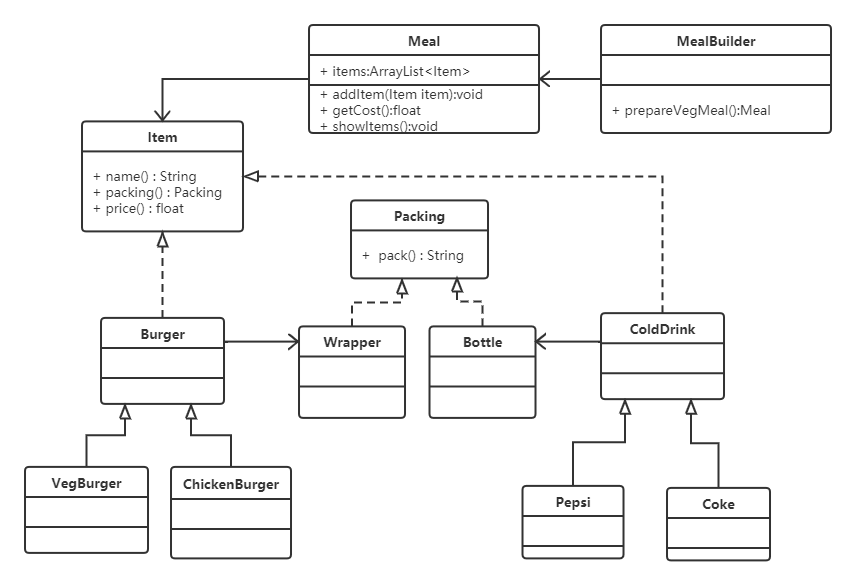 Meal
+ items:ArrayList<Item>
+ addItem(Item item):void
+ getCost():float
+ showItems():void
MealBuilder
+ prepareVegMeal():Meal
Item
+ name() : String
+ packing() : Packing
+ price() : float
Packing
+ pack() : String
Burger
Wrapper
Bottle
ColdDrink
VegBurger
ChickenBurger
Pepsi
Coke